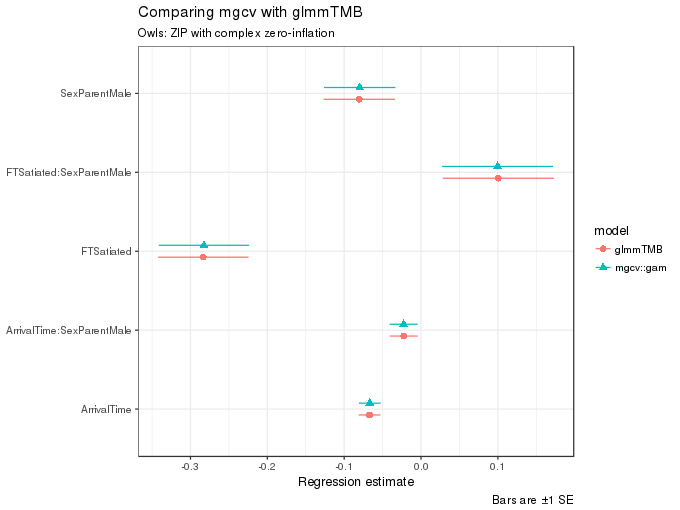 Comparing mgcv with glmmTMB
Owls: ZIP with complex zero-inflation
SexParentMale
FTSatiated:SexParentMale
FTSatiated
ArrivalTime:SexParentMale
ArrivalTime
-0.3 -0.2 -0.1 0.0 0.1
Regression estimate
Bars are ±1 SE
model
glmmTMB
mgcv::gam